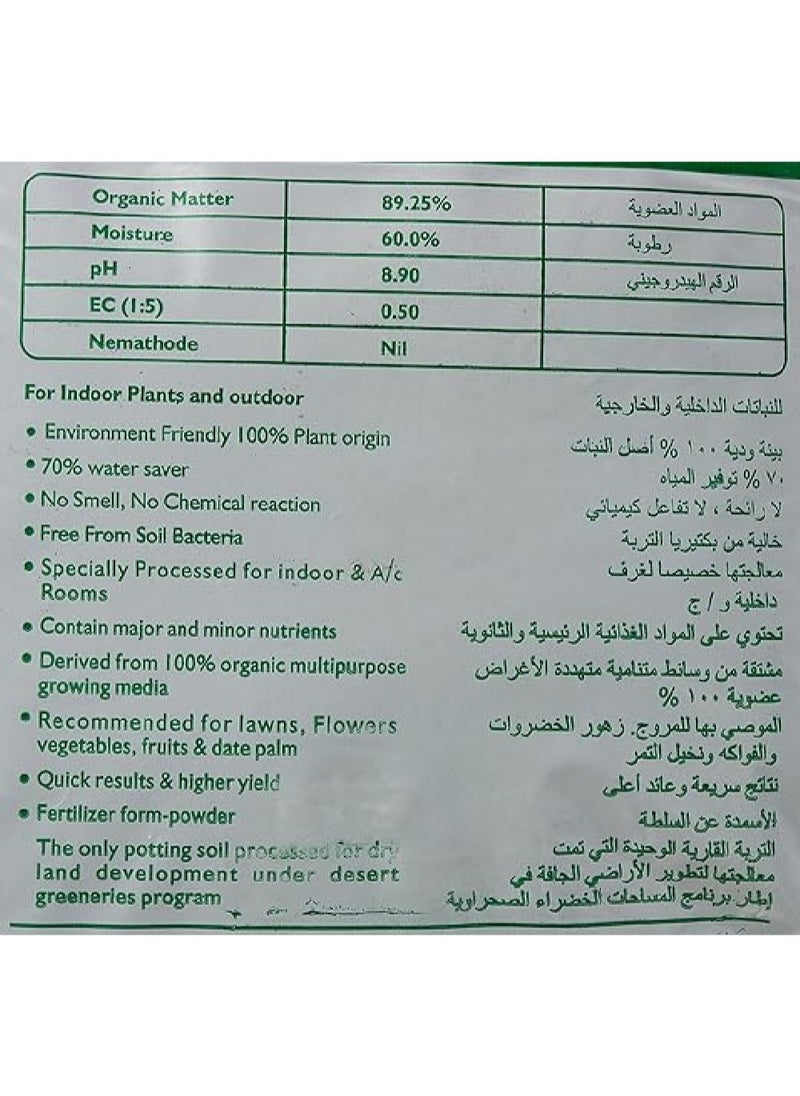 Organic Matter 89.25% المواد العضوية
Moisture 60.0% رطوبة
pH 8.90 الرقم الهيدروجيني
EC (1:5) 0.50
Nemathode Nil
For Indoor Plants and outdoor
• Environment Friendly 100% Plant origin
• 70% water saver
• No Smell, No Chemical reaction
• Free From Soil Bacteria
• Specially Processed for indoor & A/c
Rooms
• Contain major and minor nutrients
• Derived from 100% organic multipurpose
growing media
• Recommended for lawns, Flowers
vegetables, fruits & date palm
• Quick results & higher yield
• Fertilizer form-powder
The only potting soil processed for dry
land development under desert
greeneries program
للنباتات الداخلية والخارجية
بيئة ودية ١٠٠ % أصل النبات
٧٠ % توفير المياه
لا رائحة ، لا تفاعل كيميائي
خالية من بكتيريا التربة
معالجتها خصيصا لغرف
داخلية و / ج
تحتوي على المواد الغذائية الرئيسية والثانوية
مشتقة من وسائط متنامية متهددة الأغراض
عضوية ١٠٠ %
الموصي بها للمروج. زهور الخضروات
والفواكه ونخيل التمر
نتائج سريعة وعائد أعلى
الأسمدة عن السلطة
التربة القارية الوحيدة التي تمت
معالجتها لتطوير الأراضي الجافة في
إطار برنامج المساحات الخضراء الصحراوية